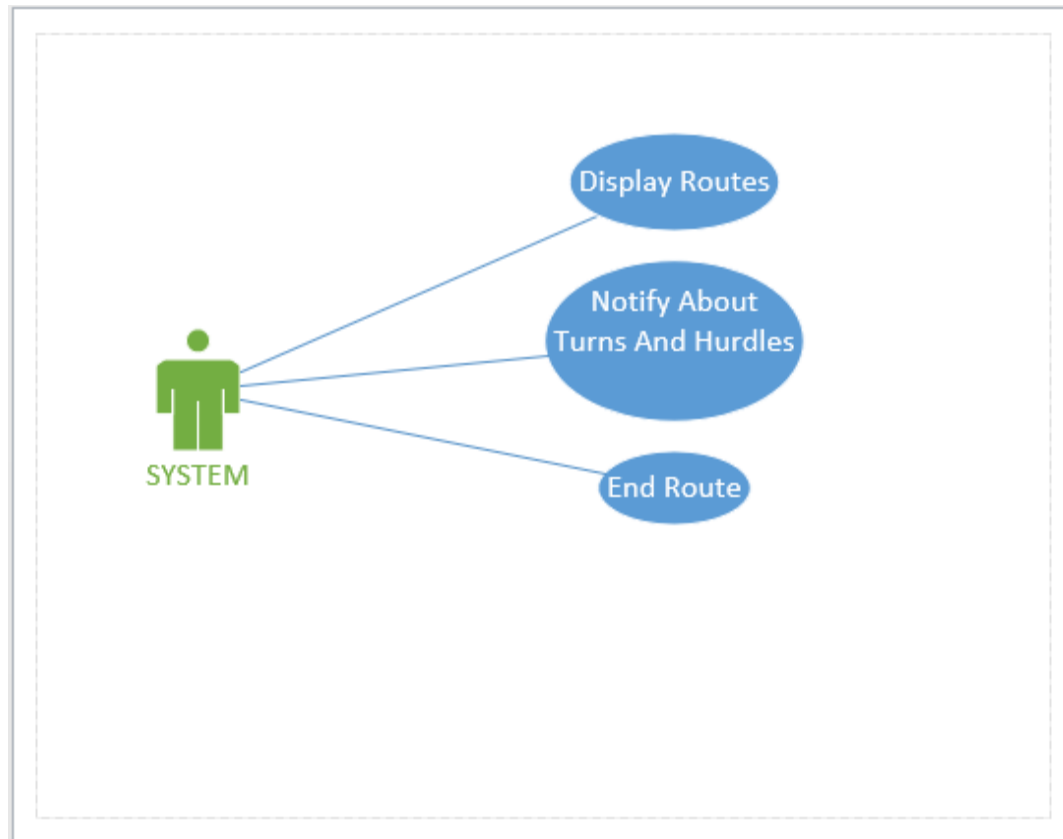 Display Routes
Notify About
Turns And Hurdles
SYSTEM
End Route